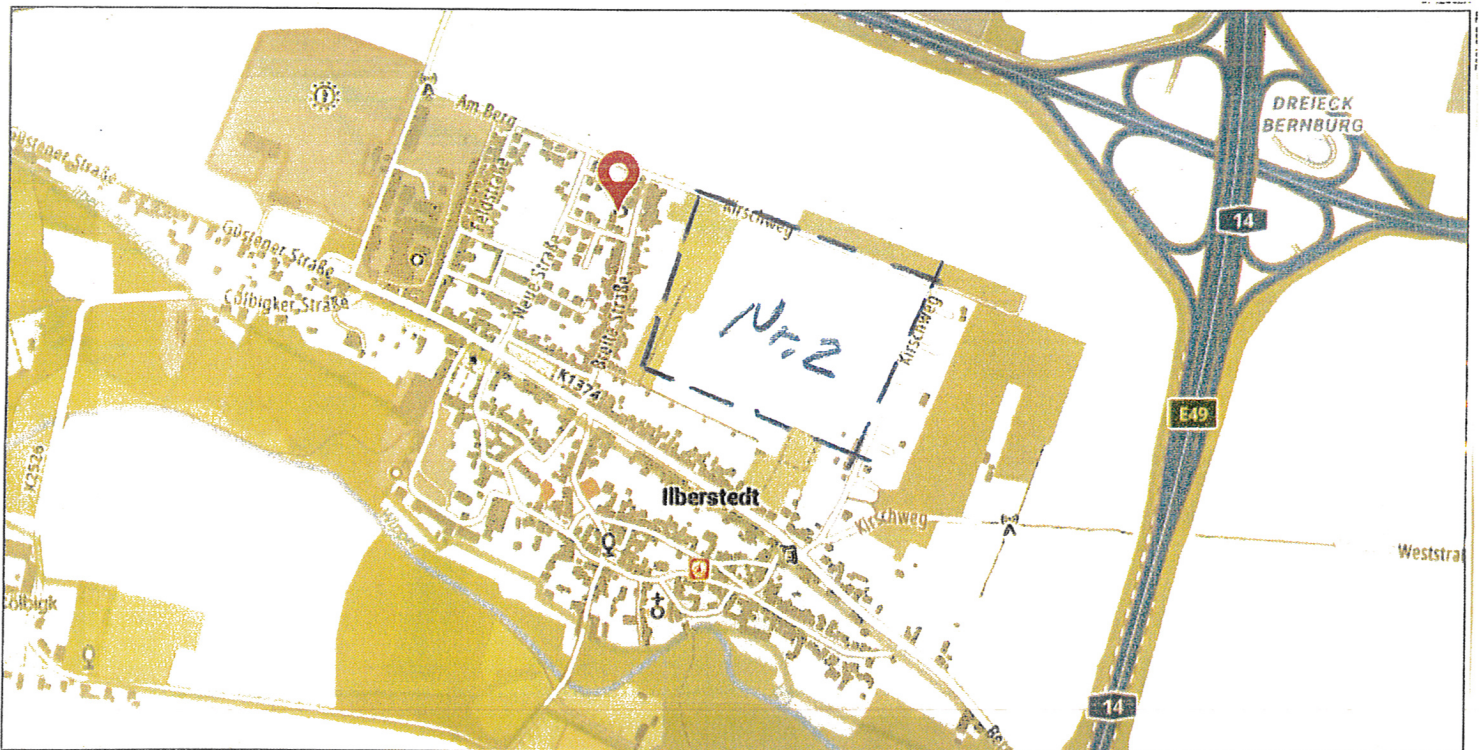 DREIECK
BERNBURG
Am Berg
Güstener Straße
Feldstraße
Kirschweg
14
Güstener Straße
Neue Straße
Cölbigker Straße
Breite Straße
Nr. 2
Kirschweg
K1374
E49
K2526
Ilberstedt
Kirschweg
Weststraß
Cölbigk
14